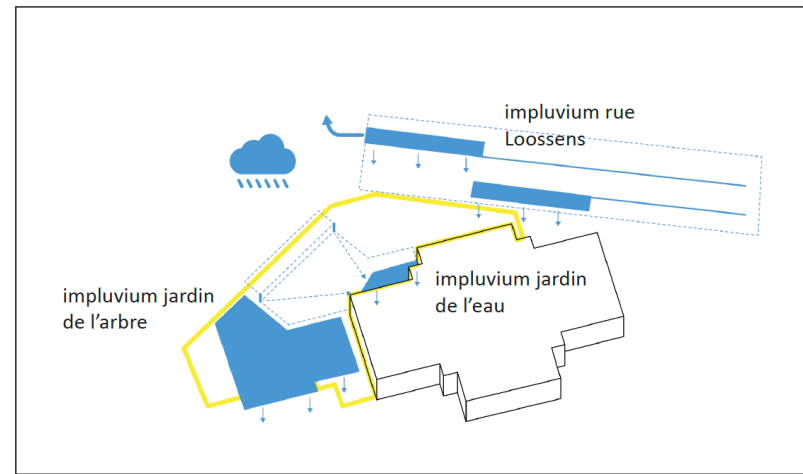 impluvium rue
Loossens
impluvium jardin
de l'eau
impluvium jardin
de l'arbre